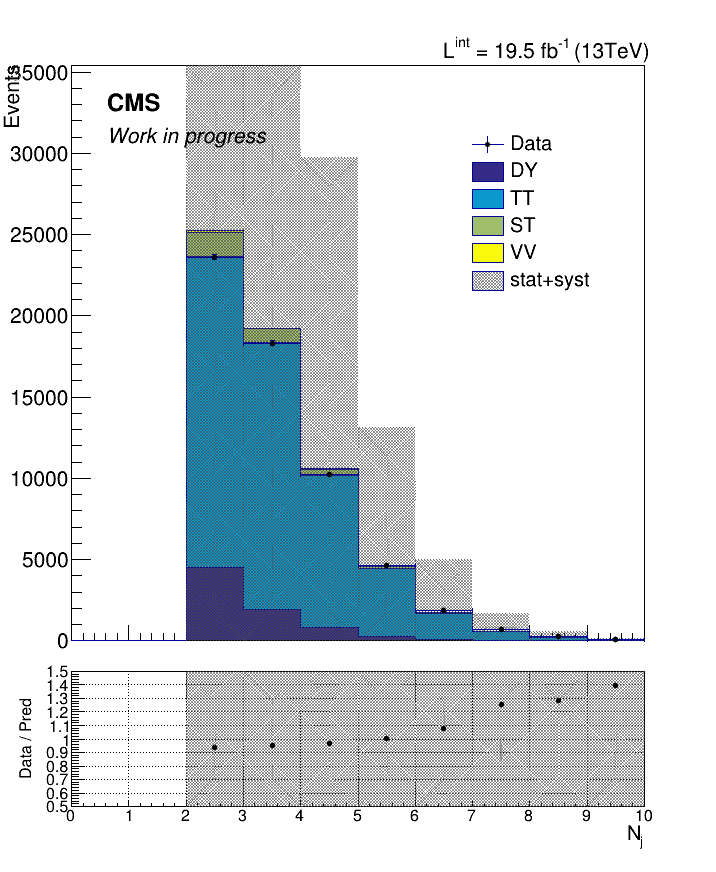 L^int = 19.5 fb^-1 (13TeV)
Events
35000
30000
25000
20000
15000
10000
5000
0
CMS
Work in progress
Data
DY
TT
ST
VV
stat+syst
Data / Pred
1.5
1.4
1.3
1.2
1.1
1
0.9
0.8
0.7
0.6
0.5
0 1 2 3 4 5 6 7 8 9 10
N_j